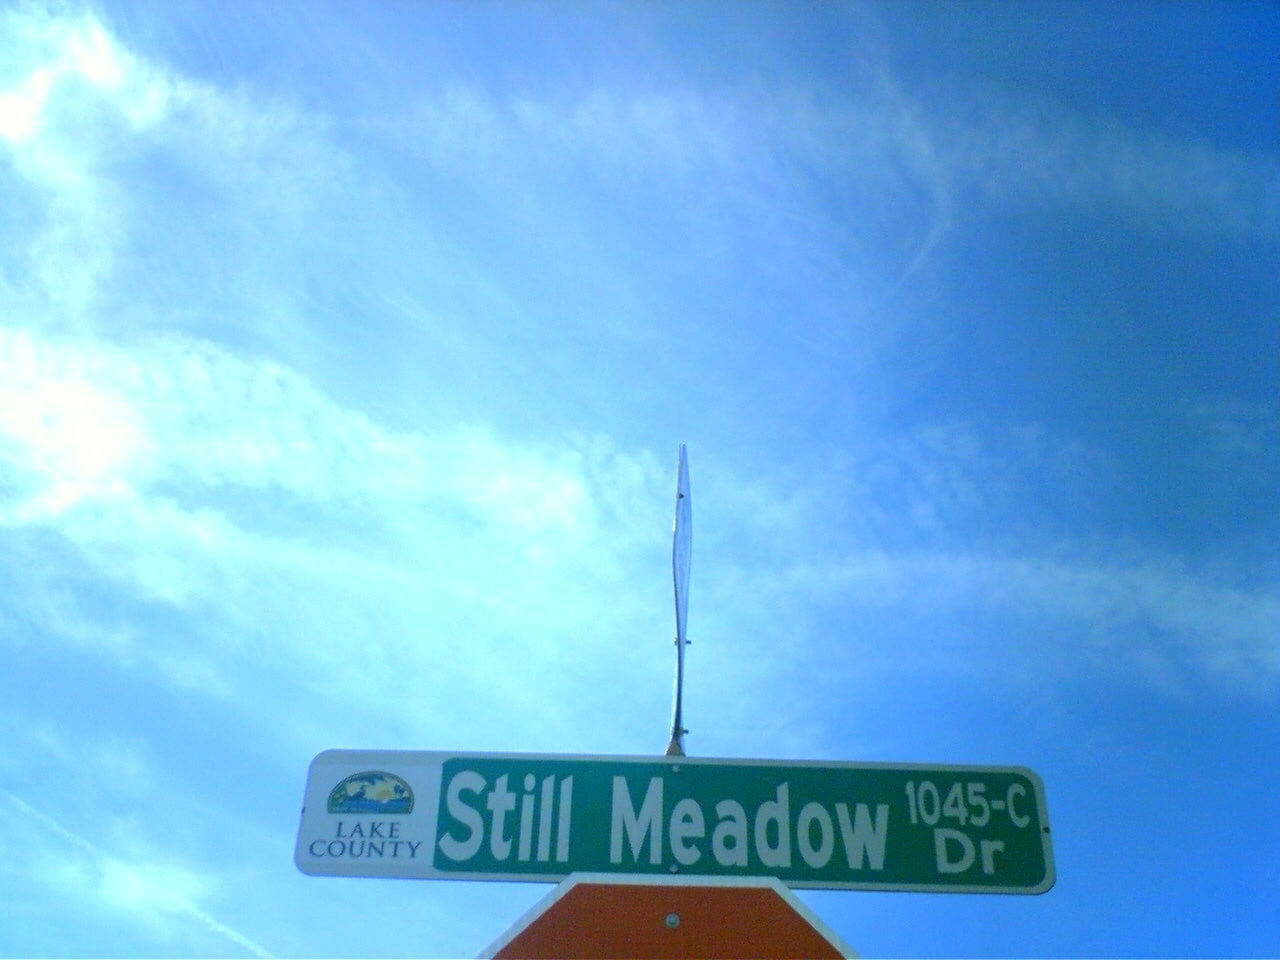 LAKE
COUNTY
Still Meadow
1045-C
Dr